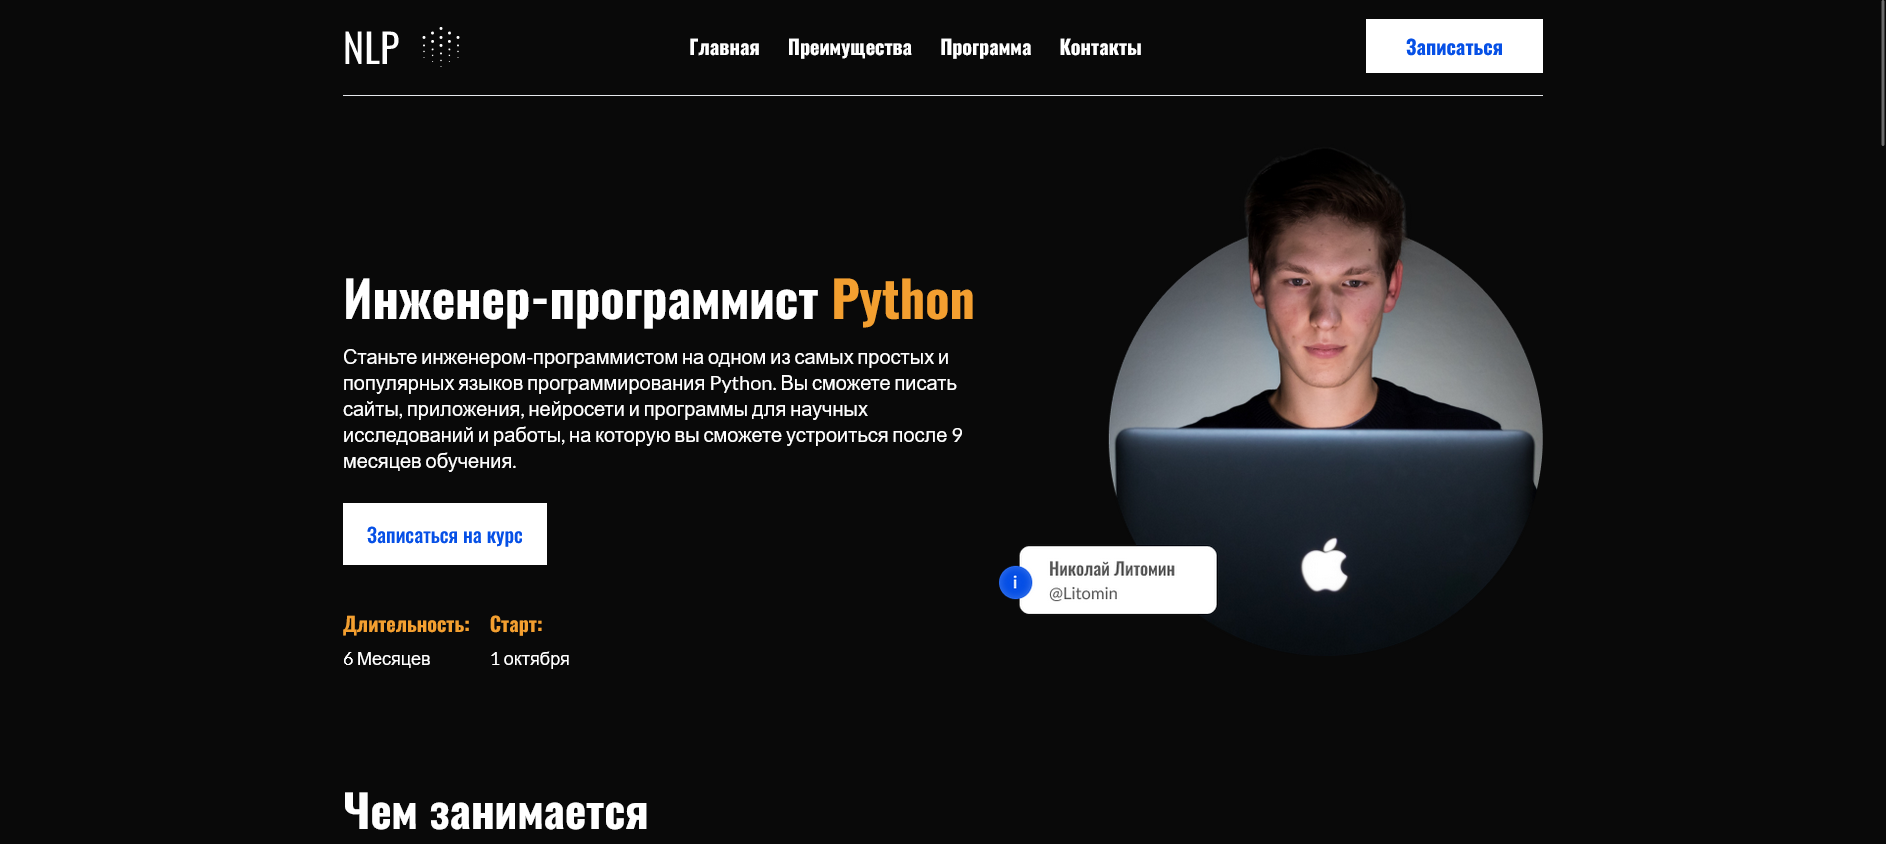 NLP
Главная Преимущества Программа Контакты
Записаться
Инженер-программист Python
Станьте инженером-программистом на одном из самых простых и
популярных языков программирования Python. Вы сможете писать
сайты, приложения, нейросети и программы для научных
исследований и работы, на которую вы сможете устроиться после 9
месяцев обучения.
Записаться на курс
Длительность: Старт:
6 Месяцев 1 октября
i
Николай Литомин
@Litomin
Чем занимается